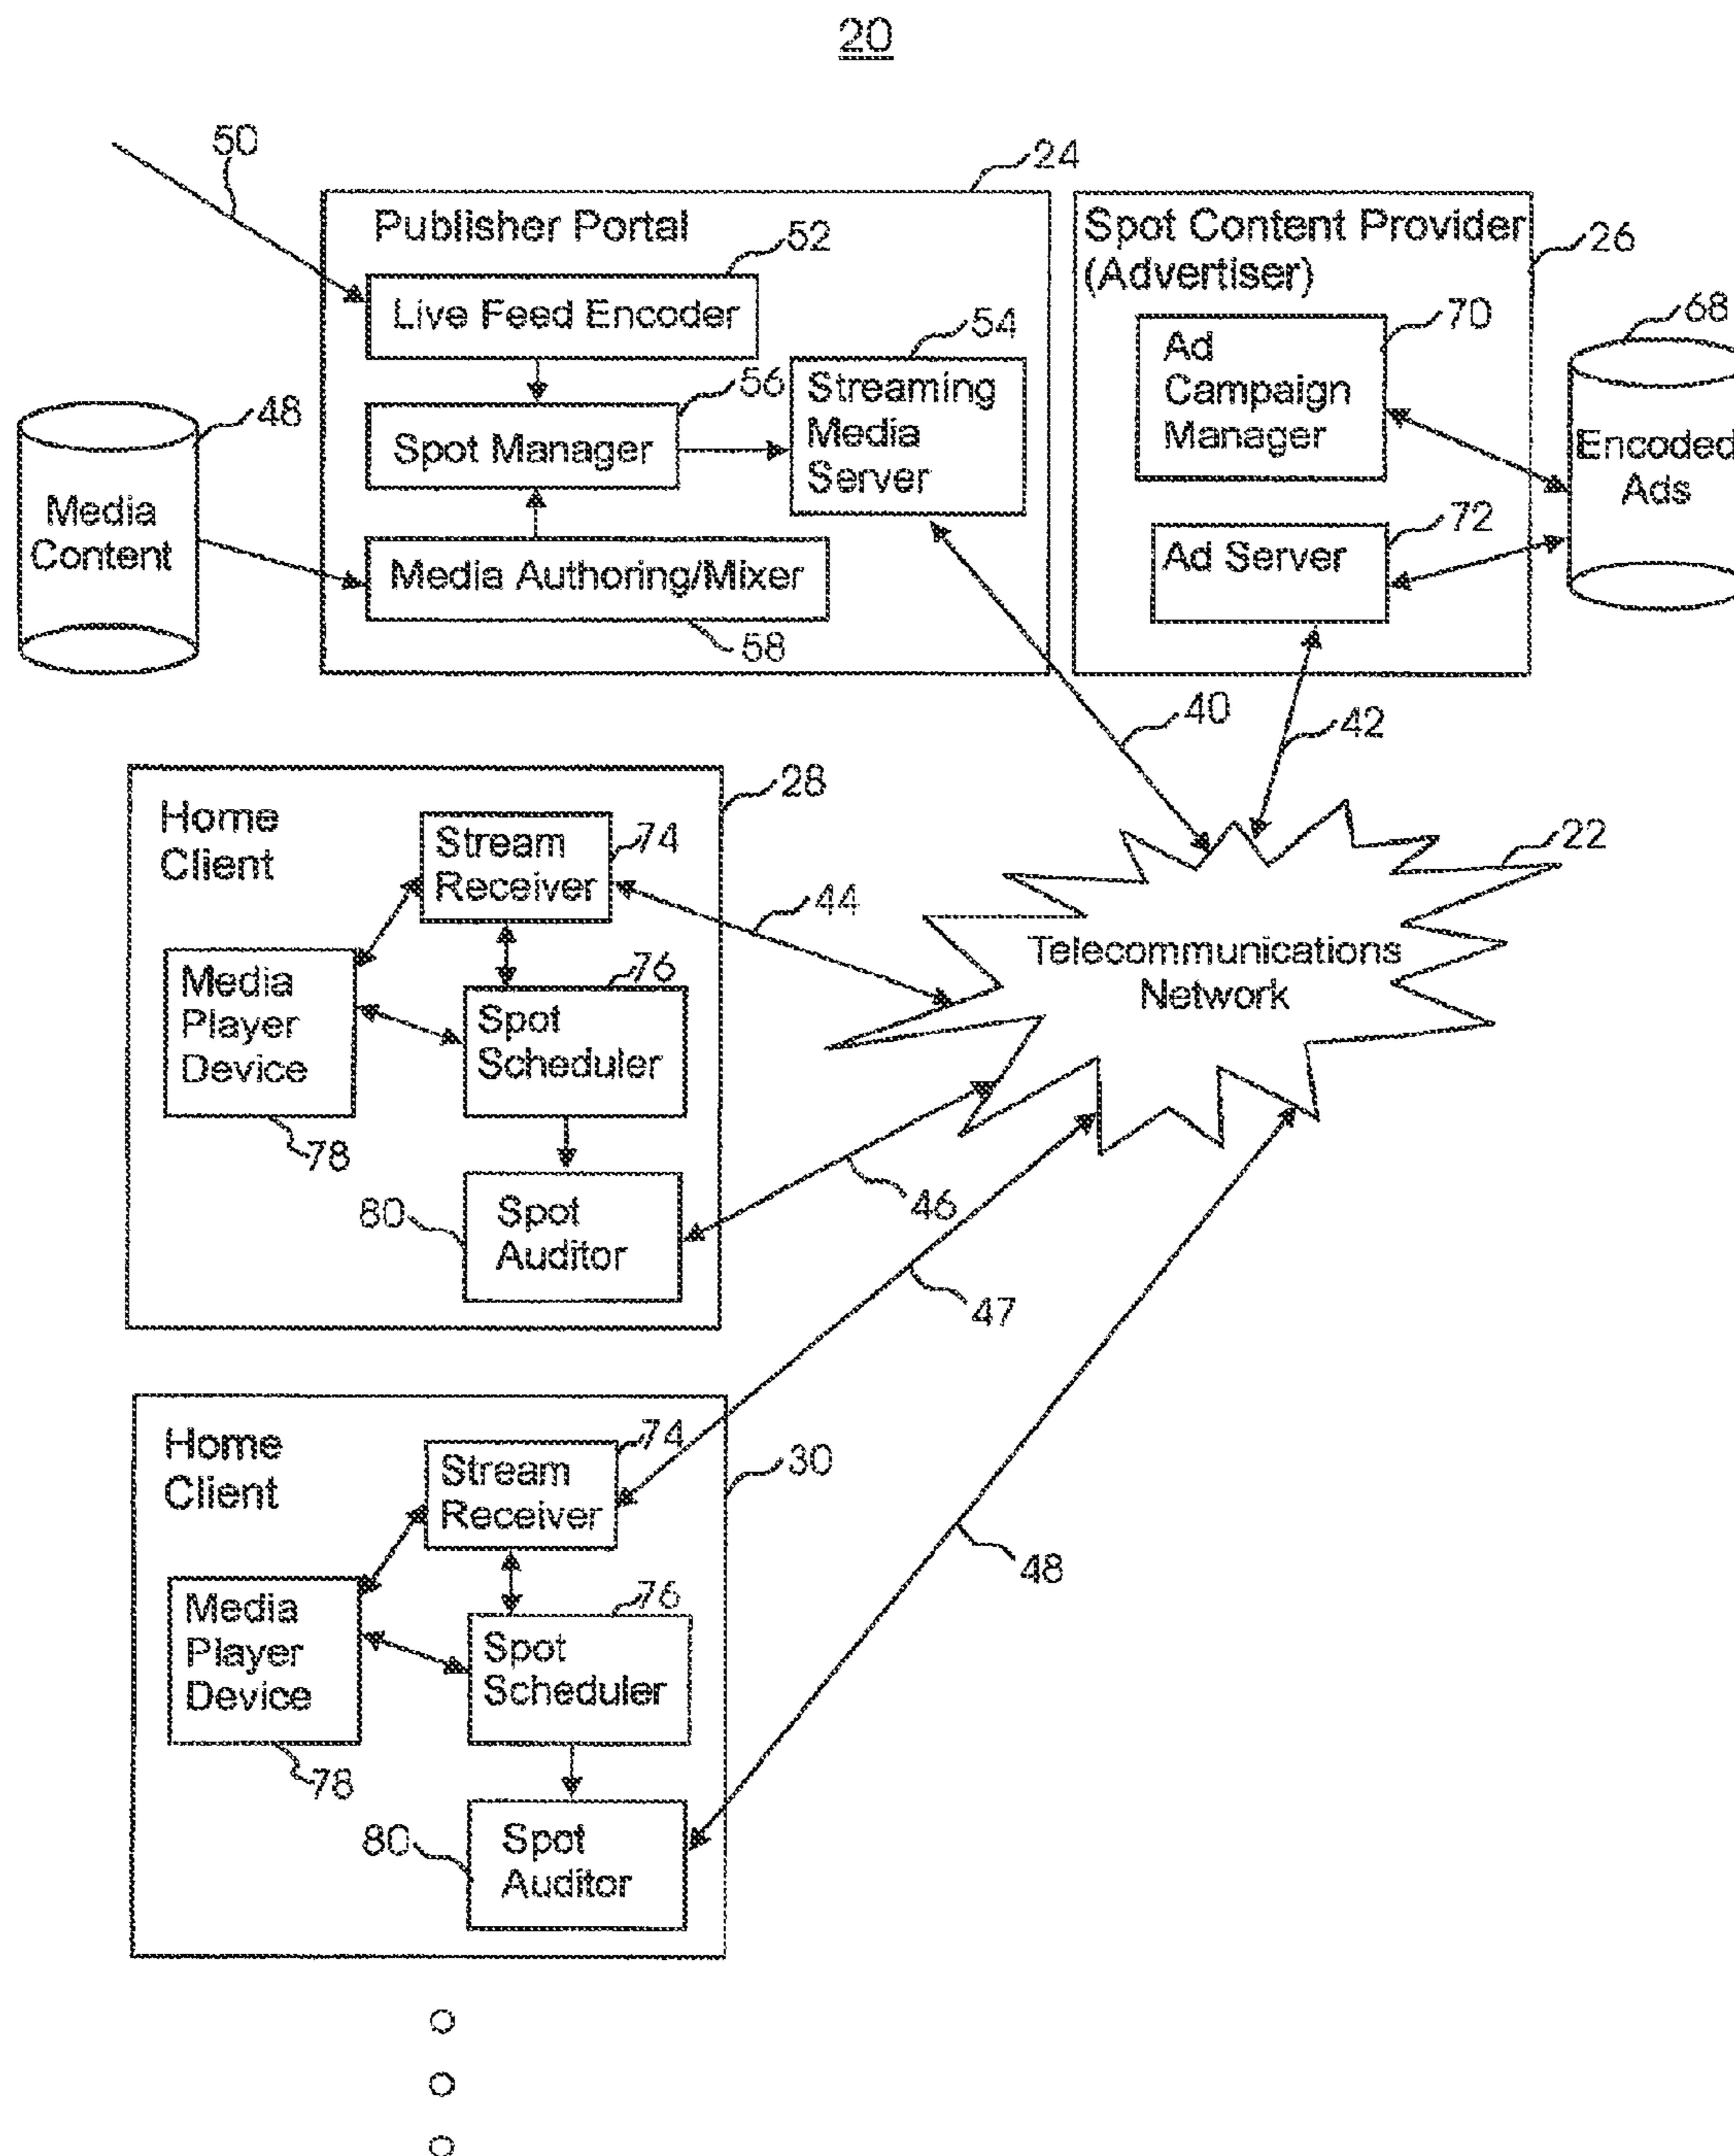 20
50
24
Publisher Portal
52
Live Feed Encoder
54
56
Streaming
Media
Server
Spot Manager
Media Authoring/Mixer
58
48
Media
Content
Spot Content Provider
(Advertiser)
26
70
Ad
Campaign
Manager
68
Encoded
Ads
72
Ad Server
40
42
28
Home
Client
Stream
Receiver
74
44
22
Telecommunications
Network
Media
Player
Device
76
Spot
Scheduler
78
80
Spot
Auditor
46
47
Home
Client
Stream
Receiver
74
30
48
Media
Player
Device
76
Spot
Scheduler
78
80
Spot
Auditor